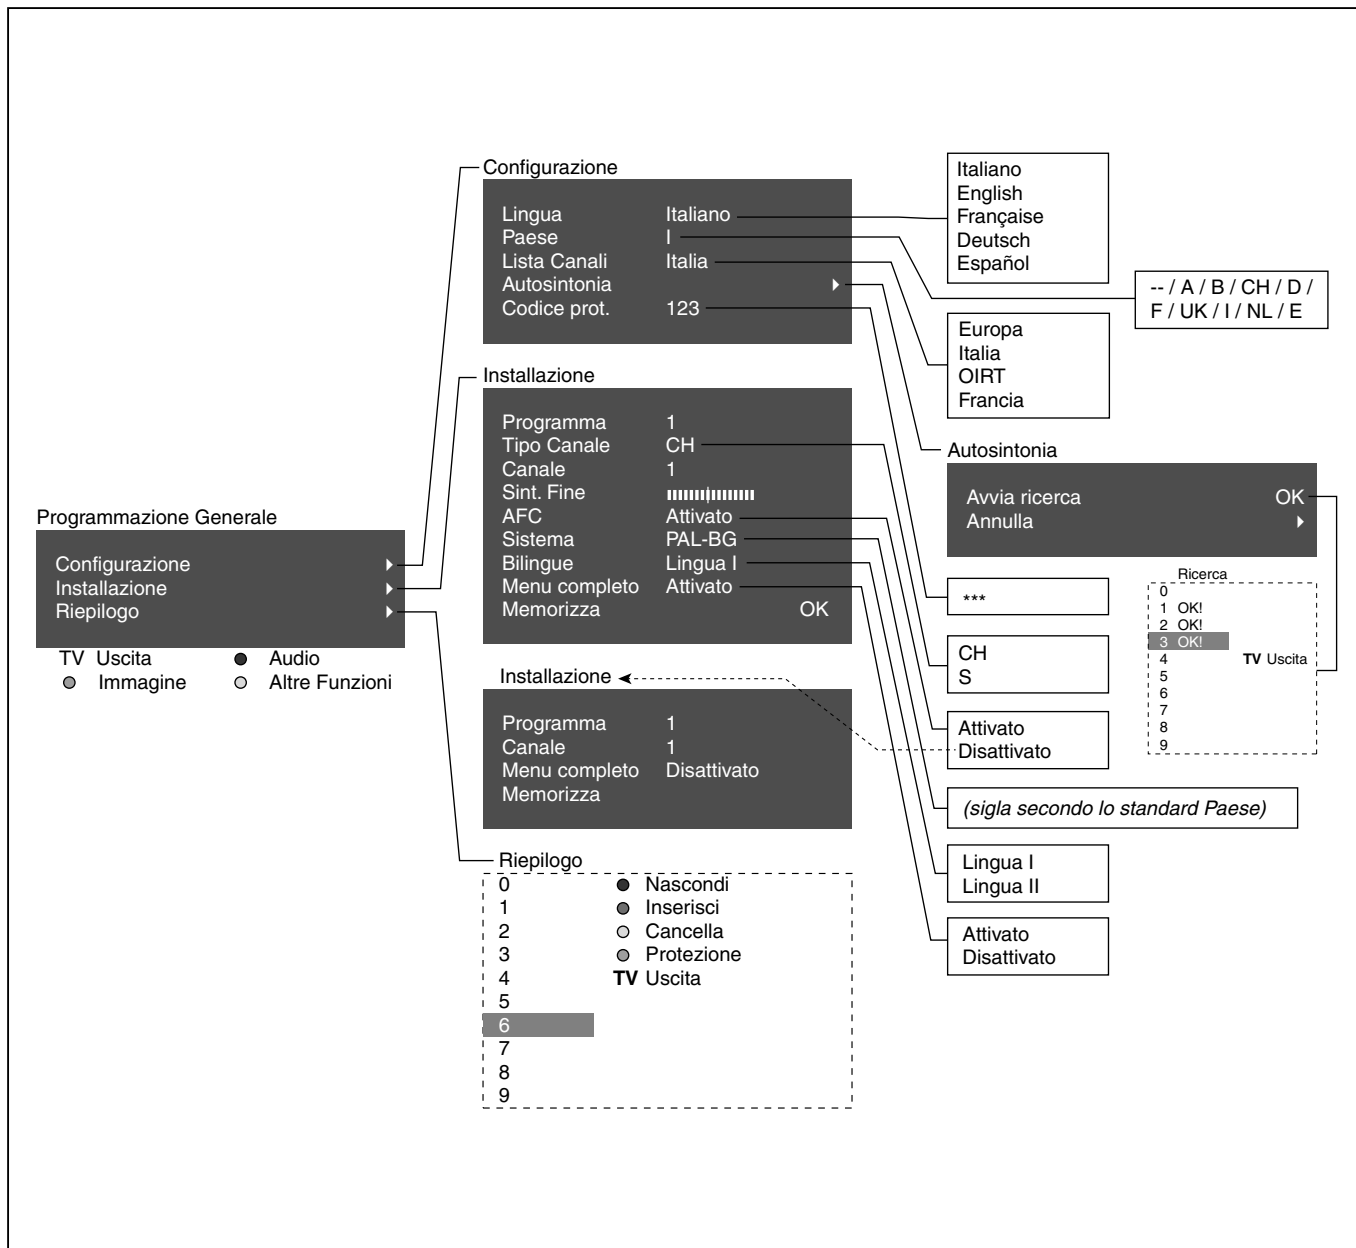 Programmazione Generale
Configurazione
Installazione
Riepilogo
TV Uscita
Audio
Immagine
Altre Funzioni
Configurazione
Lingua Italiano
Paese I
Lista Canali Italia
Autosintonia
Codice prot. 123
Installazione
Programma 1
Tipo Canale CH
Canale 1
Sint. Fine
AFC Attivato
Sistema PAL-BG
Bilingue Lingua I
Menu completo Attivato
Memorizza OK
Installazione
Programma 1
Canale 1
Menu completo Disattivato
Memorizza
Riepilogo
0
1
2
3
4
5
6
7
8
9
Nascondi
Inserisci
Cancella
Protezione
TV Uscita
Italiano
English
Française
Deutsch
Español
-- / A / B / CH / D /
F / UK / I / NL / E
Europa
Italia
OIRT
Francia
Autosintonia
Avvia ricerca OK
Annulla
Ricerca
0
1 OK!
2 OK!
3 OK!
4
5
6
7
8
9
TV Uscita
***
CH
S
Attivato
Disattivato
(sigla secondo lo standard Paese)
Lingua I
Lingua II
Attivato
Disattivato